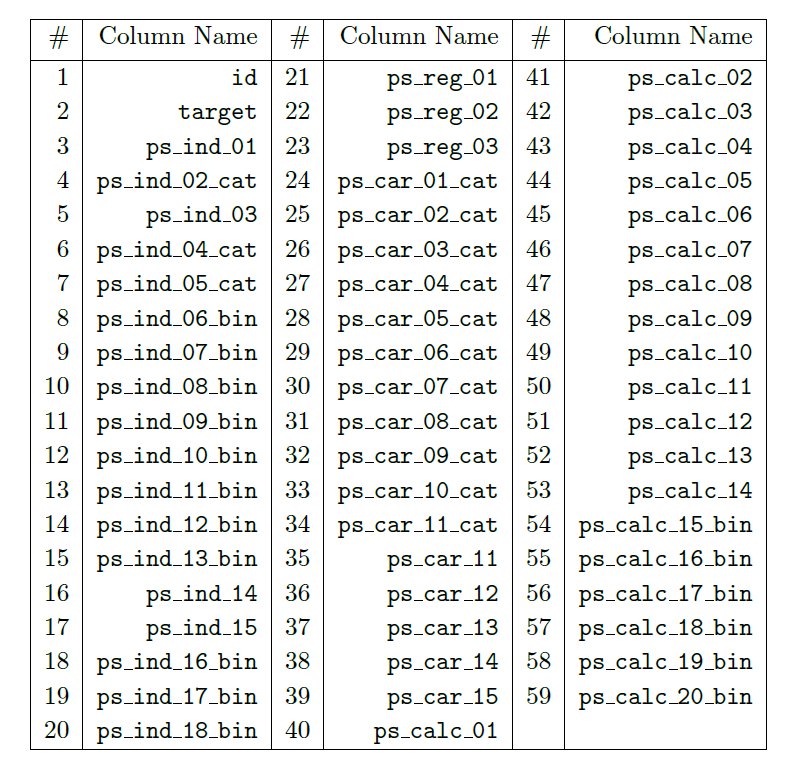 # Column Name # Column Name # Column Name
1 id 21 ps_reg_01 41 ps_calc_02
2 target 22 ps_reg_02 42 ps_calc_03
3 ps_ind_01 23 ps_reg_03 43 ps_calc_04
4 ps_ind_02_cat 24 ps_car_01_cat 44 ps_calc_05
5 ps_ind_03 25 ps_car_02_cat 45 ps_calc_06
6 ps_ind_04_cat 26 ps_car_03_cat 46 ps_calc_07
7 ps_ind_05_cat 27 ps_car_04_cat 47 ps_calc_08
8 ps_ind_06_bin 28 ps_car_05_cat 48 ps_calc_09
9 ps_ind_07_bin 29 ps_car_06_cat 49 ps_calc_10
10 ps_ind_08_bin 30 ps_car_07_cat 50 ps_calc_11
11 ps_ind_09_bin 31 ps_car_08_cat 51 ps_calc_12
12 ps_ind_10_bin 32 ps_car_09_cat 52 ps_calc_13
13 ps_ind_11_bin 33 ps_car_10_cat 53 ps_calc_14
14 ps_ind_12_bin 34 ps_car_11_cat 54 ps_calc_15_bin
15 ps_ind_13_bin 35 ps_car_11 55 ps_calc_16_bin
16 ps_ind_14 36 ps_car_12 56 ps_calc_17_bin
17 ps_ind_15 37 ps_car_13 57 ps_calc_18_bin
18 ps_ind_16_bin 38 ps_car_14 58 ps_calc_19_bin
19 ps_ind_17_bin 39 ps_car_15 59 ps_calc_20_bin
20 ps_ind_18_bin 40 ps_calc_01